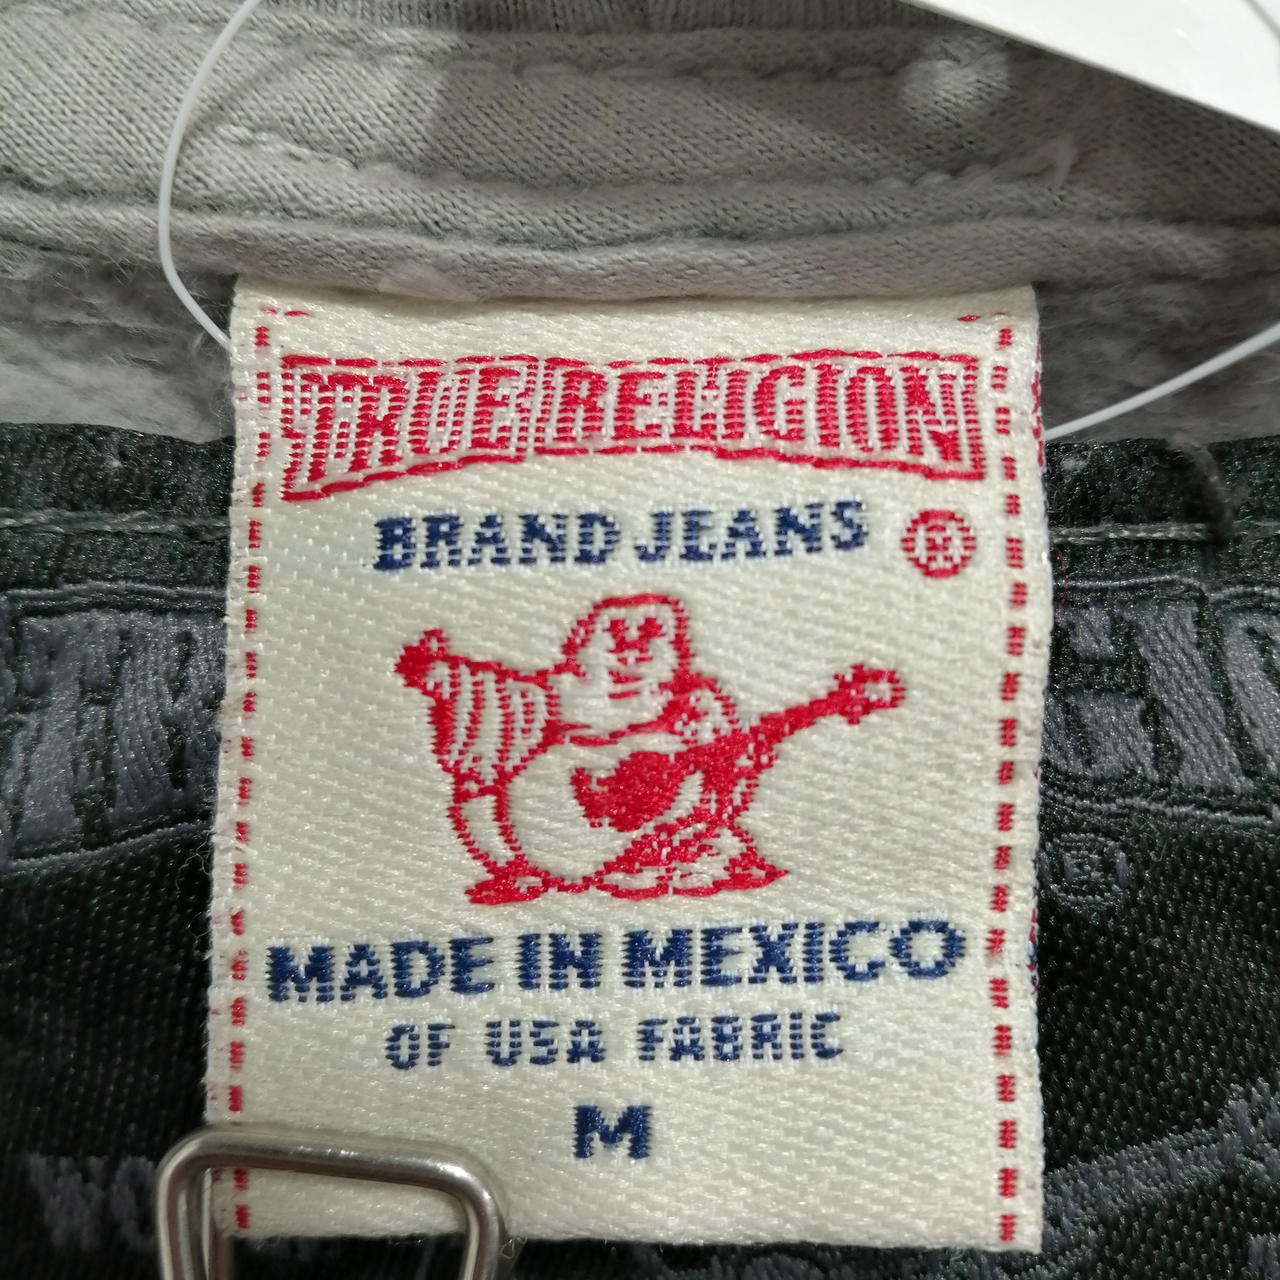 TRUE RELIGION
BRAND JEANS ®
MADE IN MEXICO
OF USA FABRIC
M